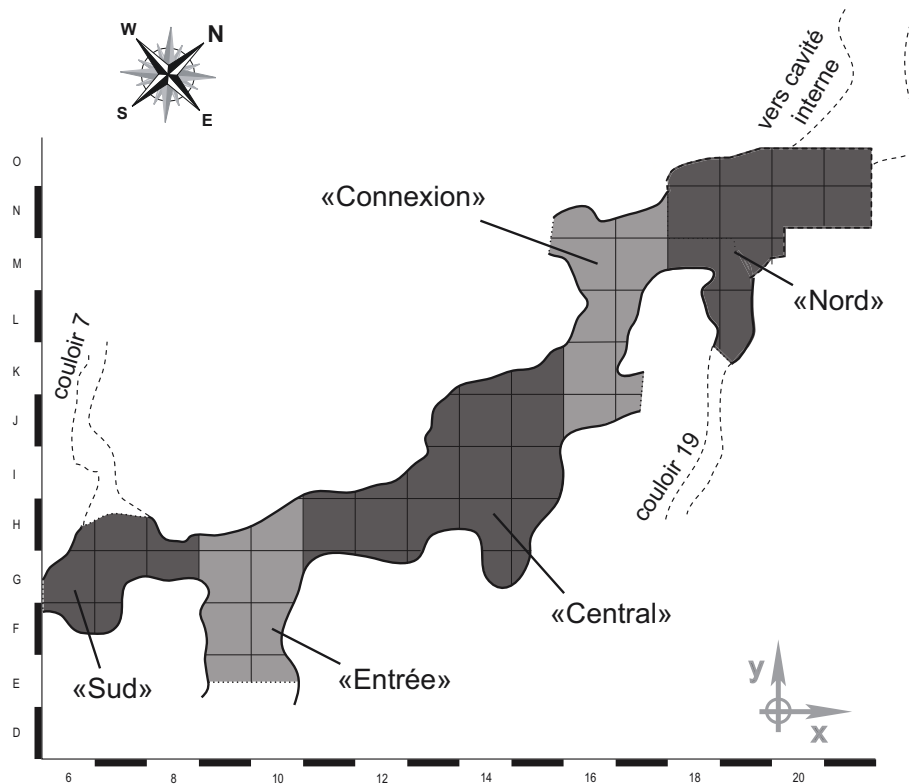 W
N
S
E
vers cavité
interne
O
«Connexion»
N
M
«Nord»
L
couloir 7
K
J
couloir 19
I
H
G
«Central»
F
«Sud»
«Entrée»
E
y
D
x
6
8
10
12
14
16
18
20